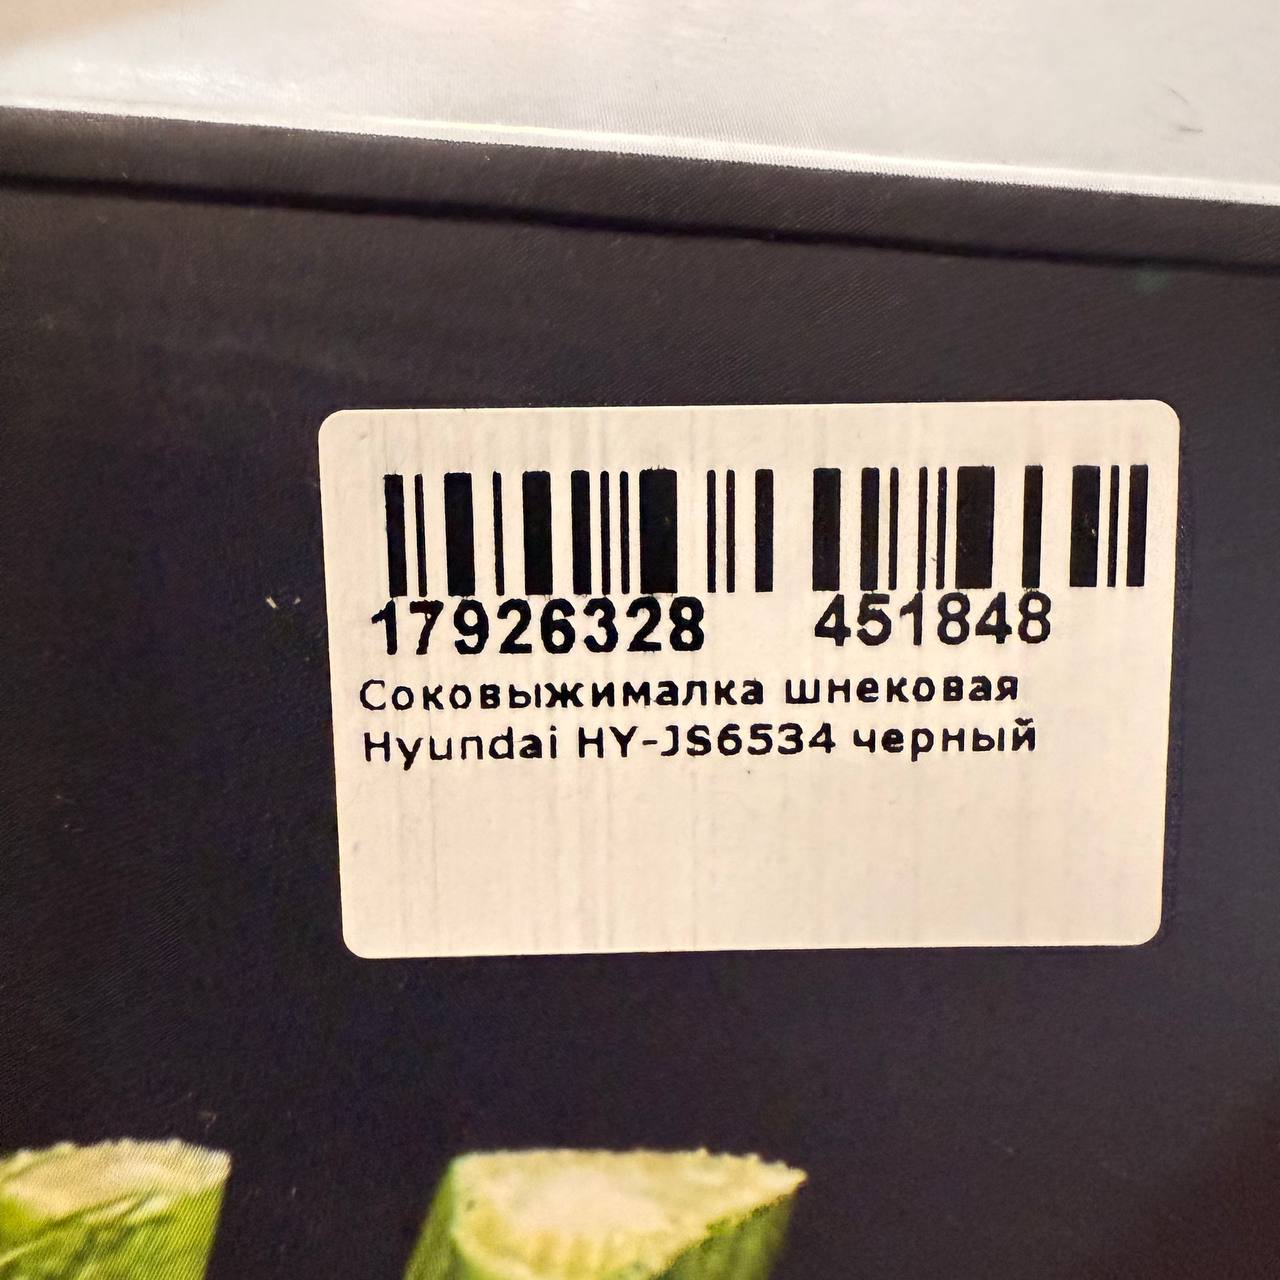 17926328 451848
Соковыжималка шнековая
Hyundai HY-JS6534 черный